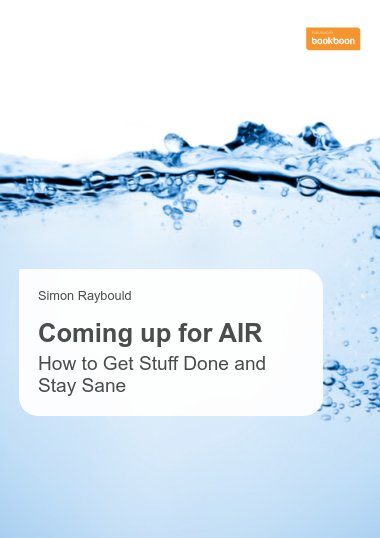 bookboon
Simon Raybould
Coming up for AIR
How to Get Stuff Done and
Stay Sane